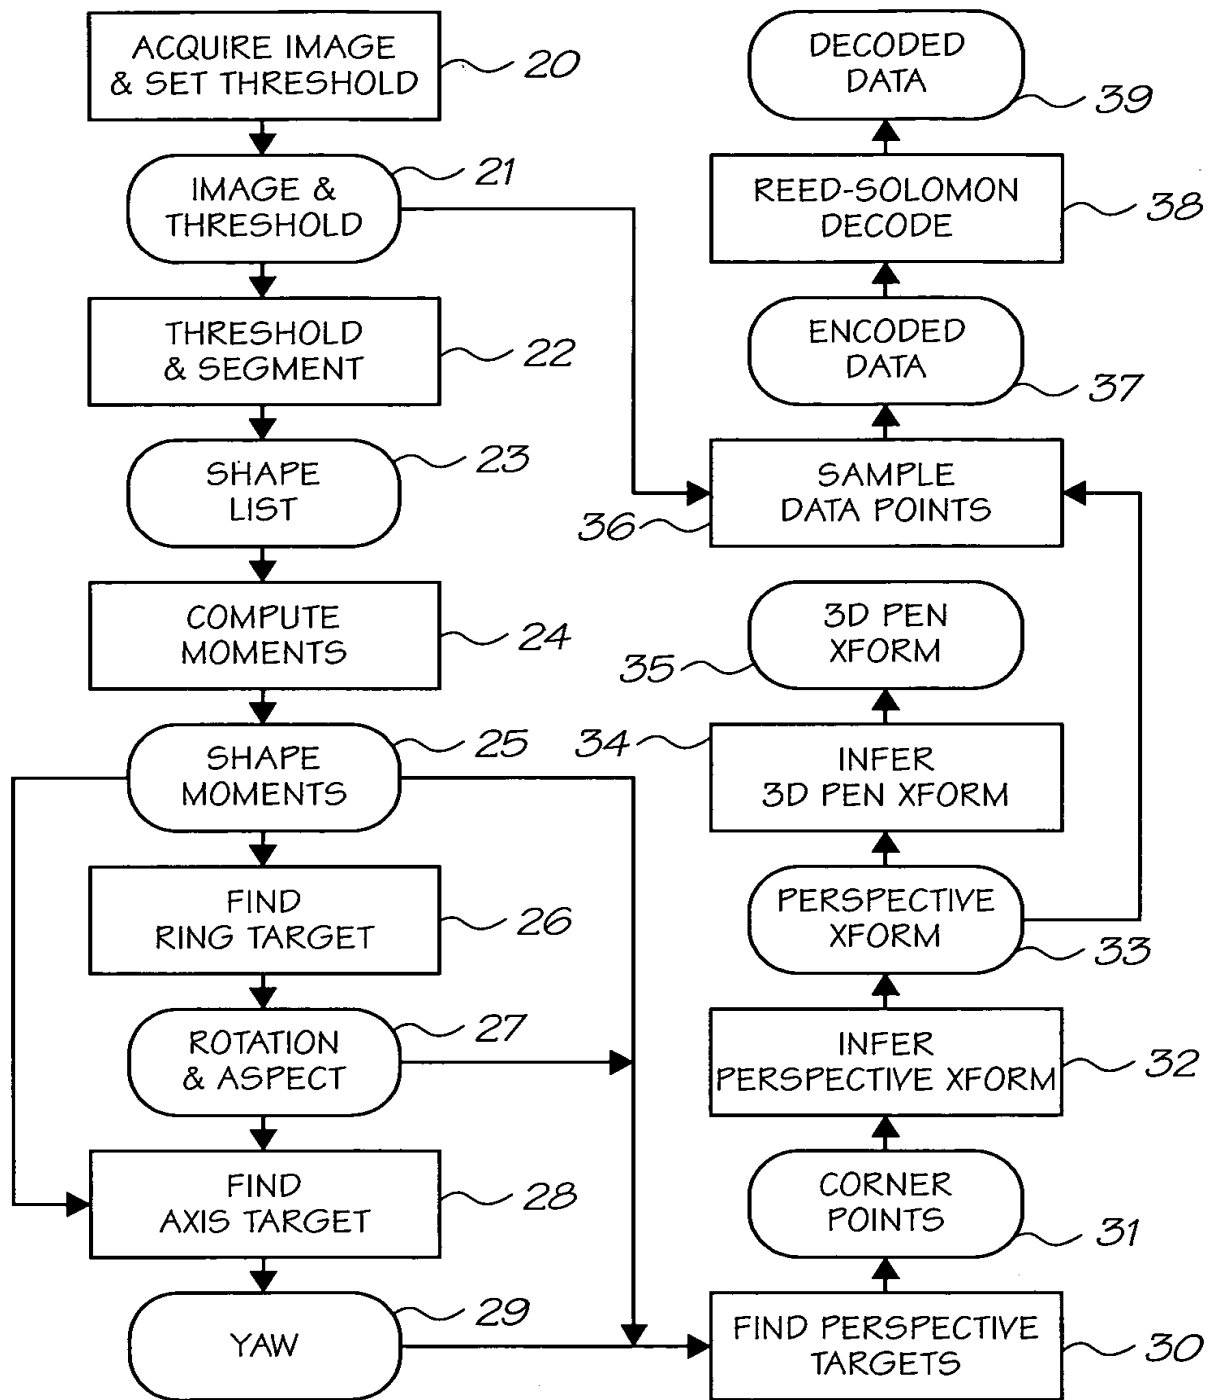 ACQUIRE IMAGE
& SET THRESHOLD
20
IMAGE &
THRESHOLD
21
THRESHOLD
& SEGMENT
22
SHAPE
LIST
23
COMPUTE
MOMENTS
24
SHAPE
MOMENTS
25
FIND
RING TARGET
26
ROTATION
& ASPECT
27
FIND
AXIS TARGET
28
YAW
29
DECODED
DATA
39
REED-SOLOMON
DECODE
38
ENCODED
DATA
37
SAMPLE
DATA POINTS
36
3D PEN
XFORM
35
34
INFER
3D PEN XFORM
PERSPECTIVE
XFORM
33
INFER
PERSPECTIVE XFORM
32
CORNER
POINTS
31
FIND PERSPECTIVE
TARGETS
30